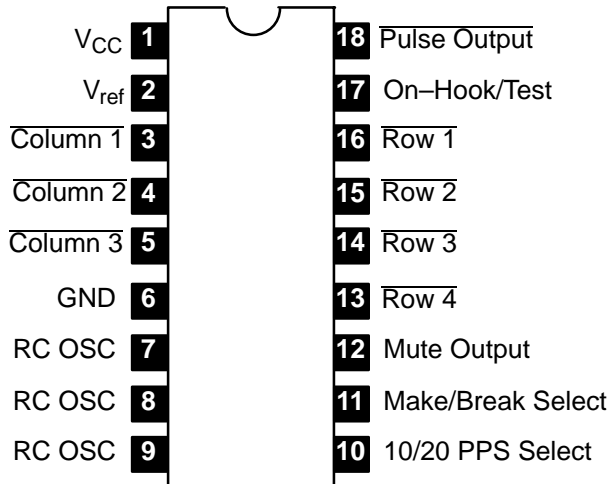 VCC 1 18 Pulse Output
Vref 2 17 On–Hook/Test
Column 1 3 16 Row 1
Column 2 4 15 Row 2
Column 3 5 14 Row 3
GND 6 13 Row 4
RC OSC 7 12 Mute Output
RC OSC 8 11 Make/Break Select
RC OSC 9 10 10/20 PPS Select